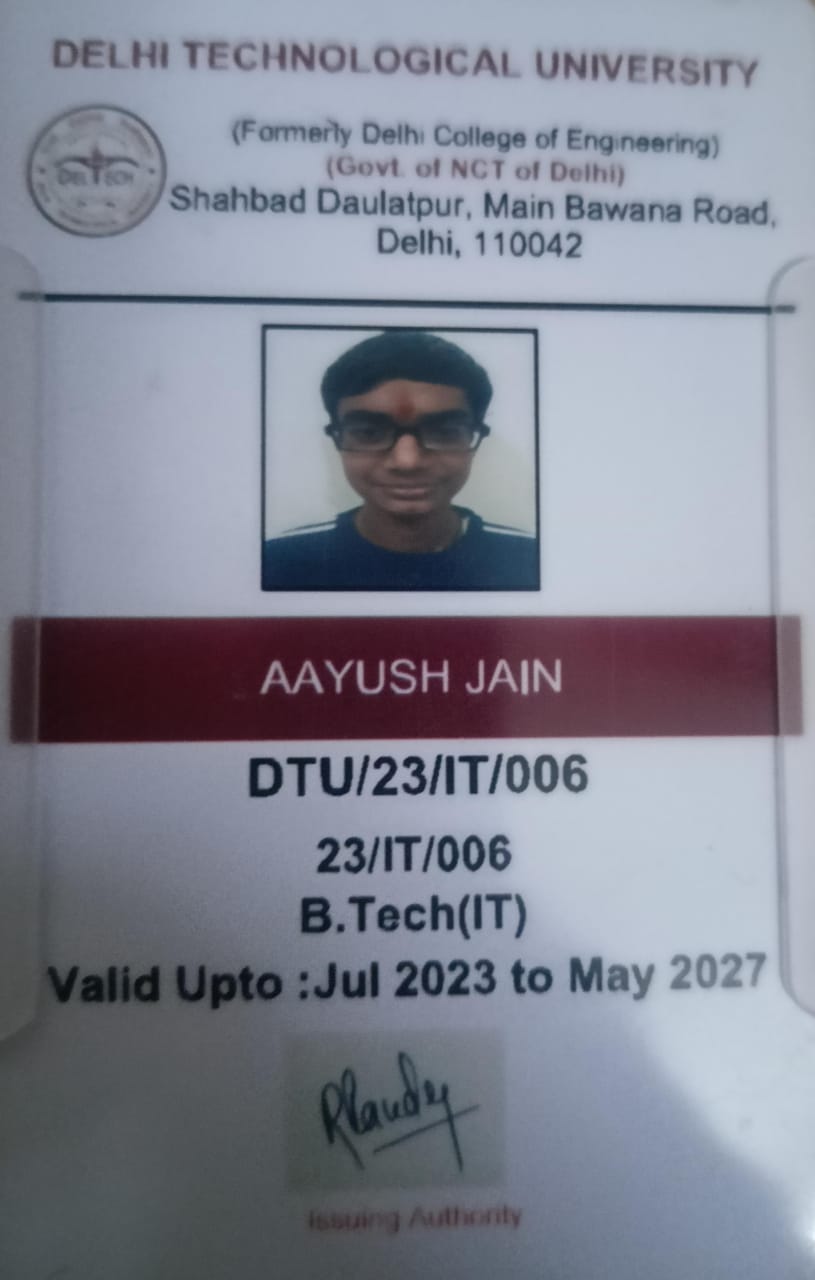 DELHI TECHNOLOGICAL UNIVERSITY
(Formerly Delhi College of Engineering)
(Govt. of NCT of Delhi)
DELTECH
Shahbad Daulatpur, Main Bawana Road,
Delhi, 110042
AAYUSH JAIN
DTU/23/IT/006
23/IT/006
B.Tech(IT)
Valid Upto :Jul 2023 to May 2027
Issuing Authority